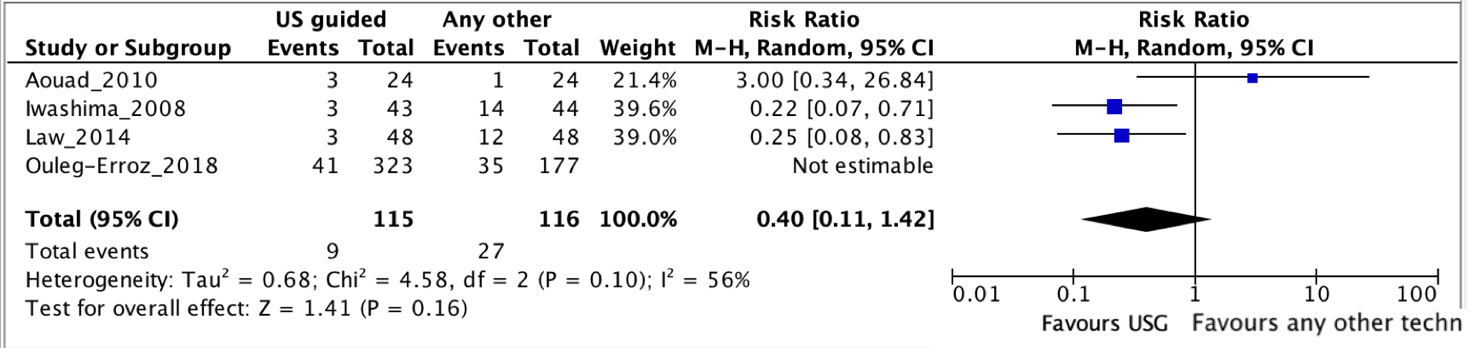 US guided Any other Risk Ratio Risk Ratio
Study or Subgroup Events Total Events Total Weight M-H, Random, 95% CI M-H, Random, 95% CI
Aouad_2010 3 24 1 24 21.4% 3.00 [0.34, 26.84]
Iwashima_2008 3 43 14 44 39.6% 0.22 [0.07, 0.71]
Law_2014 3 48 12 48 39.0% 0.25 [0.08, 0.83]
Ouleg-Erroz_2018 41 323 35 177 Not estimable
Total (95% CI) 115 116 100.0% 0.40 [0.11, 1.42]
Total events 9 27
Heterogeneity: Tau² = 0.68; Chi² = 4.58, df = 2 (P = 0.10); I² = 56%
Test for overall effect: Z = 1.41 (P = 0.16)
0.01 0.1 1 10 100
Favours USG Favours any other techn